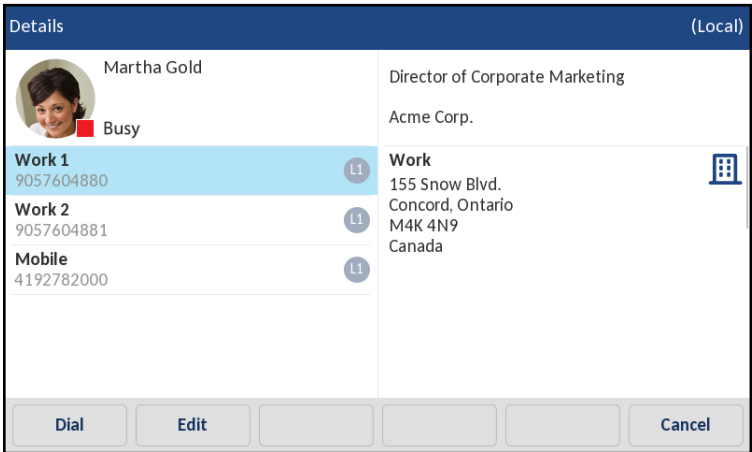 Details
(Local)
Martha Gold
Busy
Work 1
9057604880
L1
Work 2
9057604881
L1
Mobile
4192782000
L1
Director of Corporate Marketing
Acme Corp.
Work
155 Snow Blvd.
Concord, Ontario
M4K 4N9
Canada
Dial
Edit
Cancel